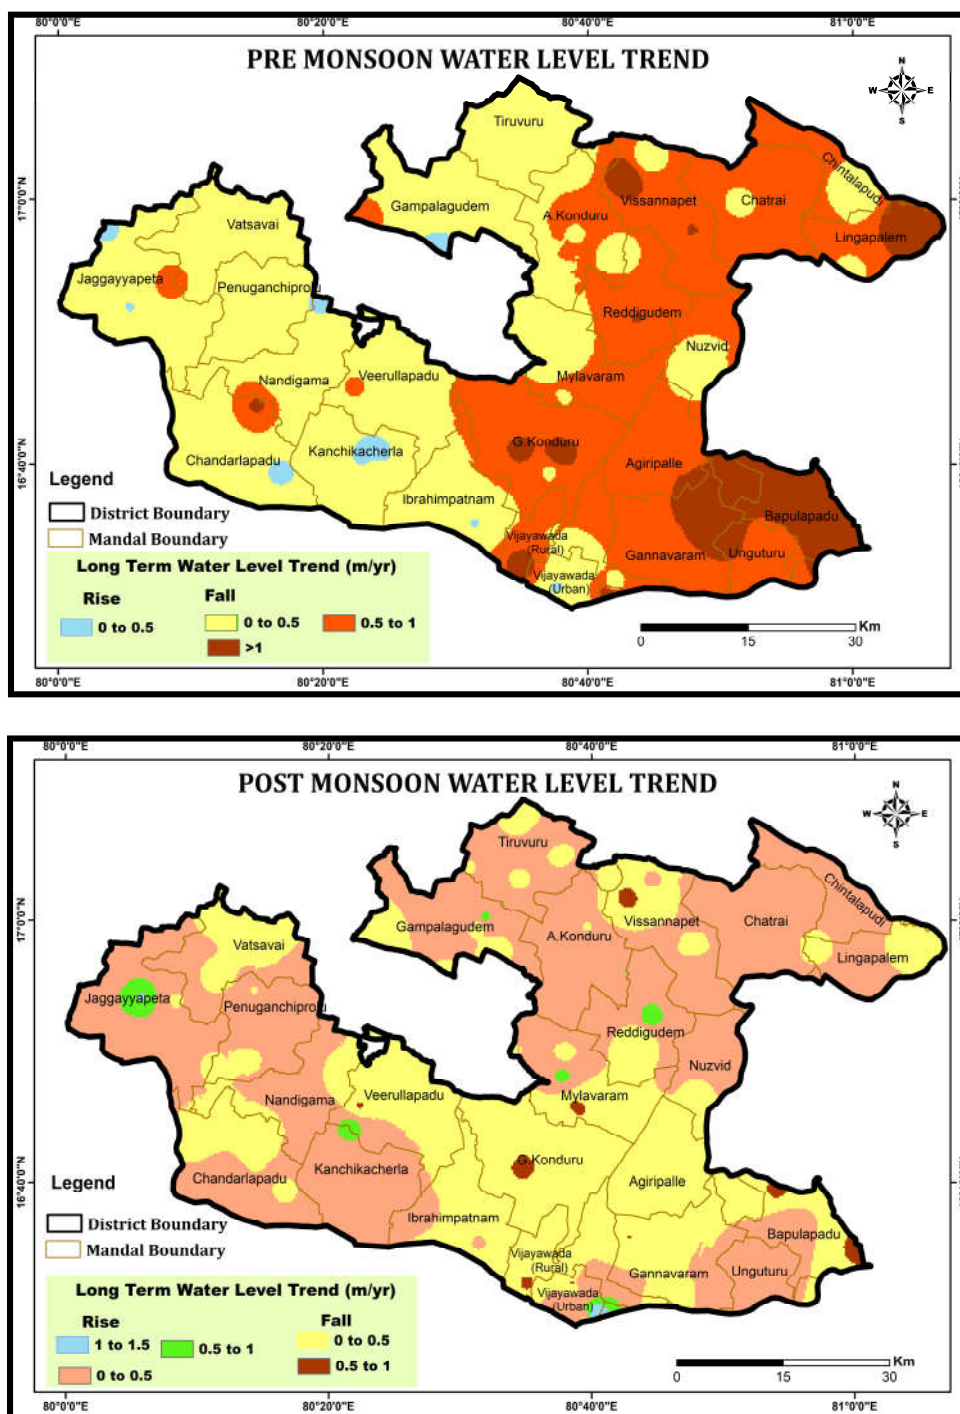 80°0'0"E 80°20'0"E 80°40'0"E 81°0'0"E
PRE MONSOON WATER LEVEL TREND
N
W E
S
17°0'0"N
16°40'0"N
Tiruvuru
Gampalagudem
A.Konduru
Vissannapet
Chatrai
Chintalapudi
Lingapalem
Vatsavai
Jaggayyapeta
Penuganchiprolu
Reddigudem
Nuzvid
Nandigama
Veerullapadu
Mylavaram
G.Konduru
Kanchikacherla
Chandarlapadu
Agiripalle
Ibrahimpatnam
Bapulapadu
Vijayawada
(Rural)
Gannavaram
Unguturu
Vijayawada
(Urban)
Legend
District Boundary
Mandal Boundary
Long Term Water Level Trend (m/yr)
Rise Fall
0 to 0.5 0 to 0.5 0.5 to 1
>1
Km
0 15 30
80°0'0"E 80°20'0"E 80°40'0"E 81°0'0"E
80°0'0"E 80°20'0"E 80°40'0"E 81°0'0"E
POST MONSOON WATER LEVEL TREND
N
W E
S
17°0'0"N
16°40'0"N
Tiruvuru
Gampalagudem
A.Konduru
Vissannapet
Chatrai
Chintalapudi
Lingapalem
Vatsavai
Jaggayyapeta
Penuganchiprolu
Reddigudem
Nuzvid
Nandigama
Veerullapadu
Mylavaram
G.Konduru
Kanchikacherla
Chandarlapadu
Agiripalle
Ibrahimpatnam
Bapulapadu
Vijayawada
(Rural)
Gannavaram
Unguturu
Vijayawada
(Urban)
Legend
District Boundary
Mandal Boundary
Long Term Water Level Trend (m/yr)
Rise Fall
1 to 1.5 0.5 to 1 0 to 0.5
0 to 0.5 0.5 to 1
Km
0 15 30
80°0'0"E 80°20'0"E 80°40'0"E 81°0'0"E